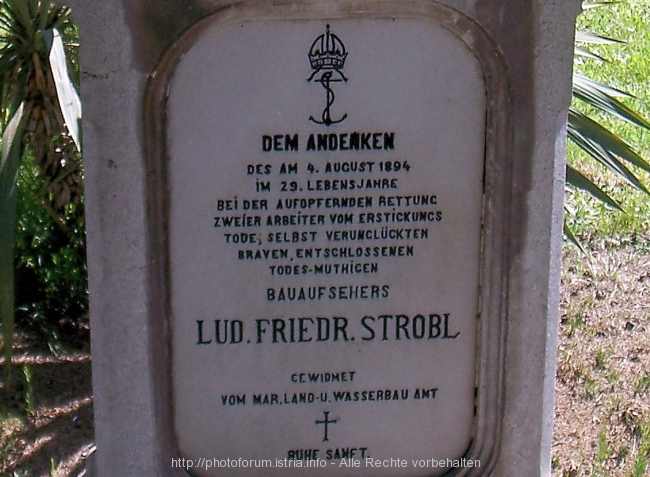 DEM ANDENKEN
DES AM 4. AUGUST 1894
IM 29. LEBENSJAHRE
BEI DER AUFOPFERNDEN RETTUNG
ZWEIER ARBEITER VOM ERSTICKUNGS
TODE, SELBST VERUNGLÜCKTEN
BRAVEN, ENTSCHLOSSENEN
TODES-MUTHIGEN
BAUAUFSEHERS
LUD. FRIEDR. STROBL
GEWIDMET
VOM MAR. LAND-U. WASSERBAU AMT
RUHE SANFT.
http://photoforum.istria.info - Alle Rechte vorbehalten